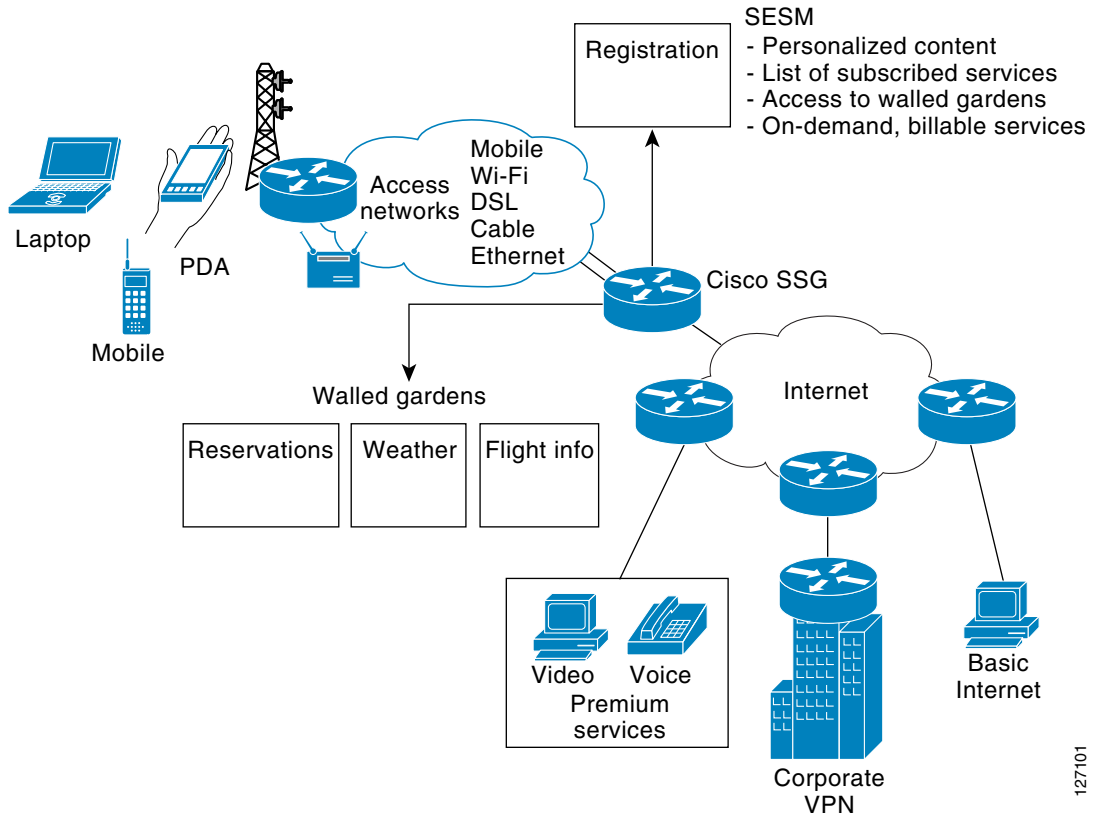 SESM
- Personalized content
- List of subscribed services
- Access to walled gardens
- On-demand, billable services
Registration
Mobile
Wi-Fi
DSL
Cable
Ethernet
Access
networks
Laptop
PDA
Mobile
Cisco SSG
Walled gardens
Reservations
Weather
Flight info
Internet
Video
Voice
Premium
services
Corporate
VPN
Basic
Internet
127101